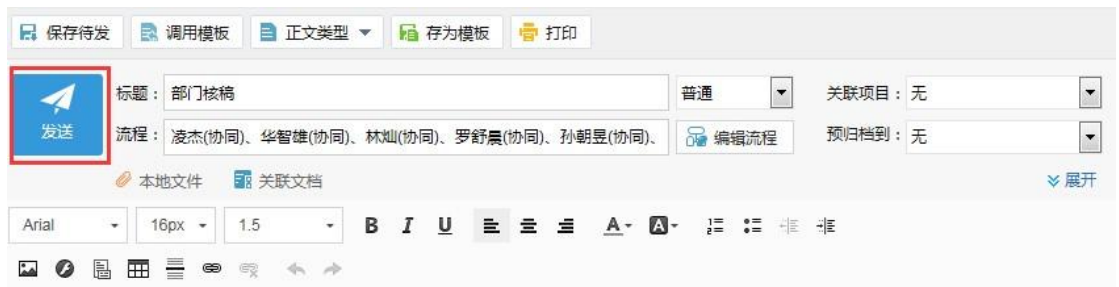 保存待发 调用模板 正文类型 存为模板 打印
标题： 部门核稿 普通 关联项目： 无
发送
流程： 凌杰(协同)、华智雄(协同)、林灿(协同)、罗舒晨(协同)、孙朝昱(协同)、 编辑流程 预归档到： 无
本地文件 关联文档 展开
Arial 16px 1.5 B I U A A